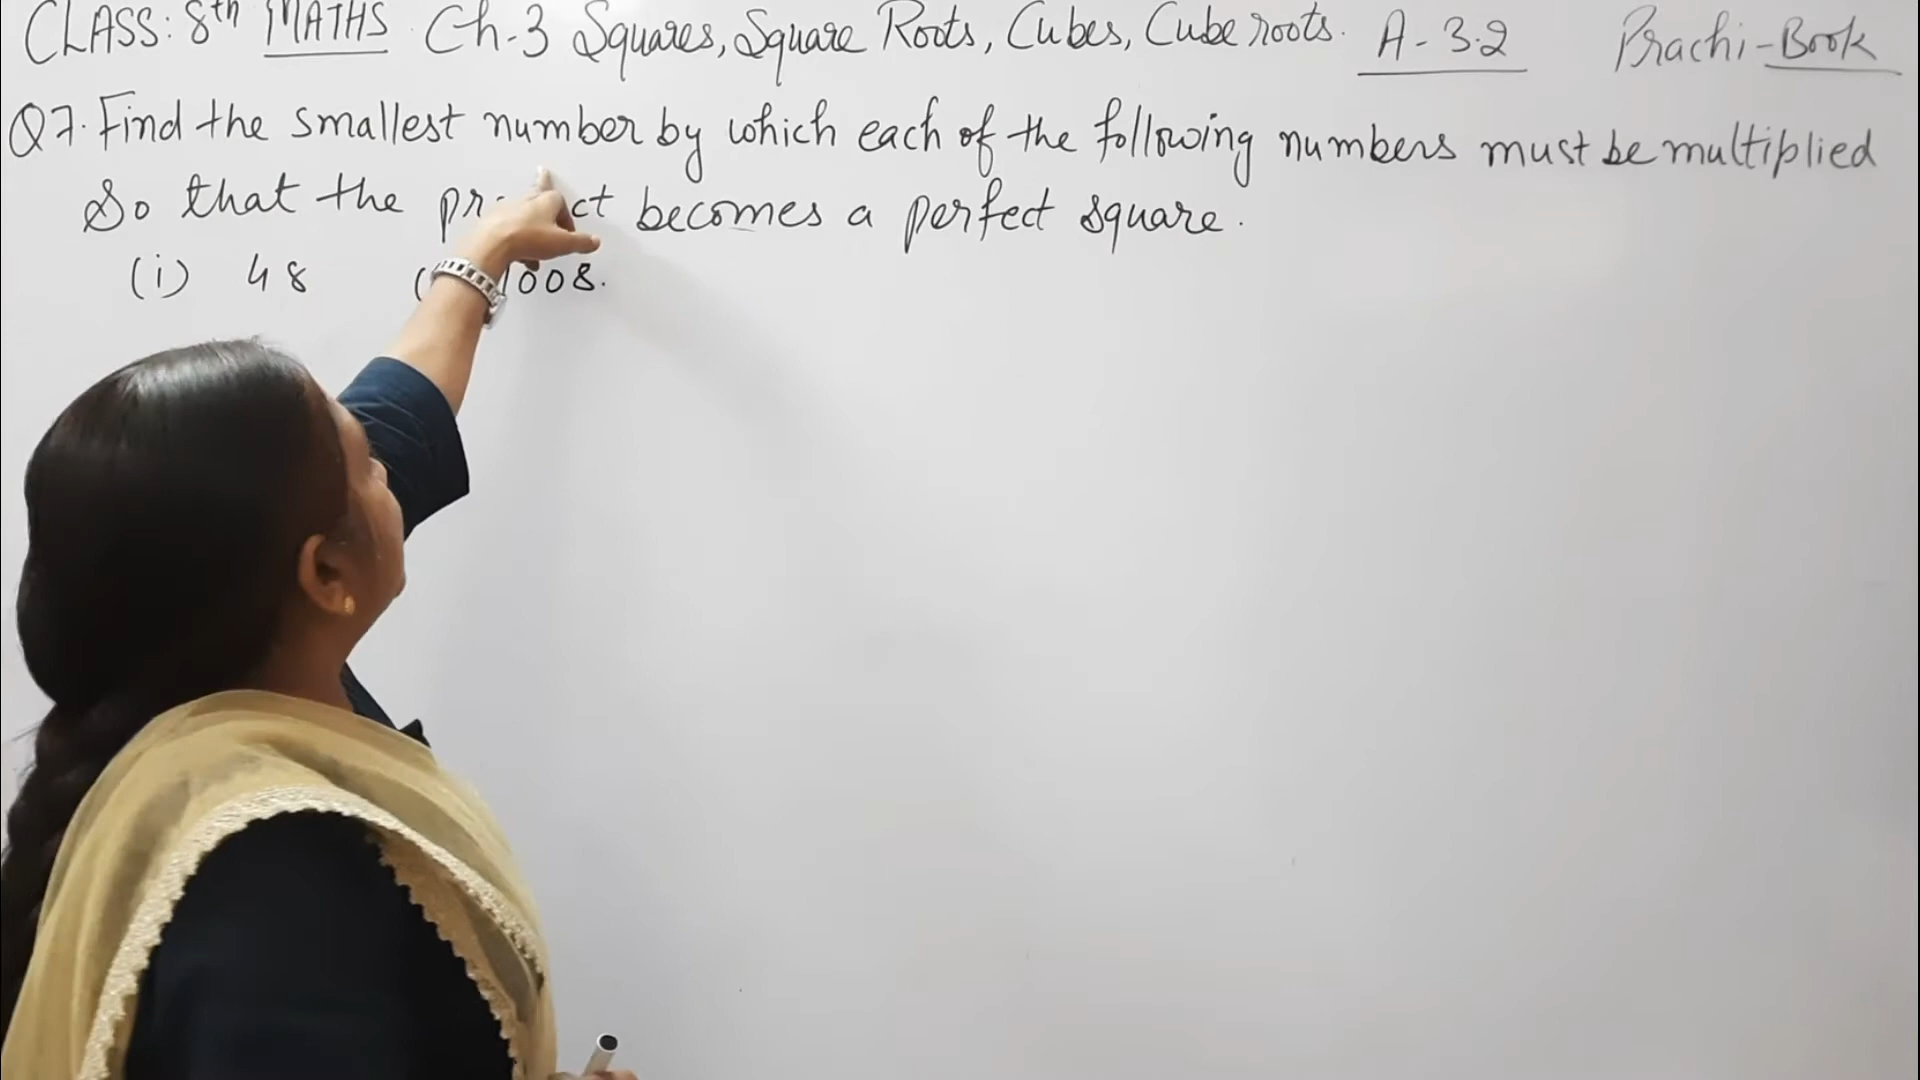 CLASS: 8th MATHS Ch-3 Squares, Square Roots, Cubes, Cube roots. A-3.2 Prachi-Book
Q7. Find the smallest number by which each of the following numbers must be multiplied
So that the becomes a perfect square.
(i) 48 1008.